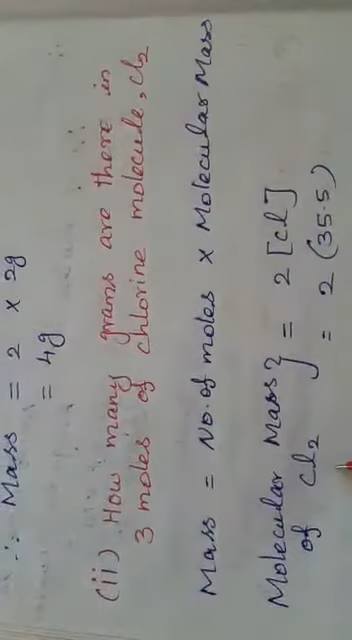 ∴ Mass = 2 x 2g
= 4g
(ii) How many grams are there in
3 moles of chlorine molecule, Cl₂
Mass = No. of moles x Molecular Mass
Molecular Mass } = 2 [Cl]
of Cl₂ = 2 (35.5)